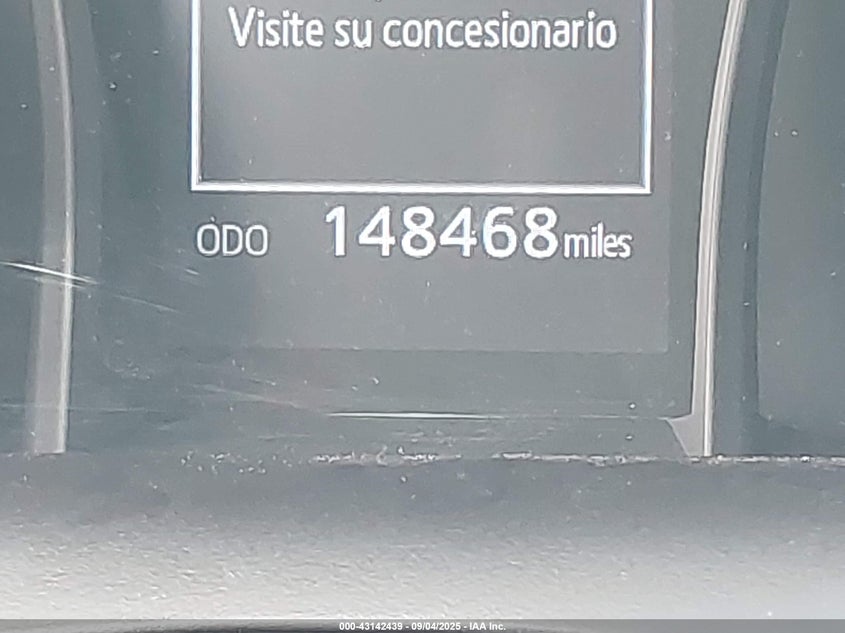 Visite su concesionario
ODO 148468 miles
000-43142439 - 09/04/2025 - IAA Inc.